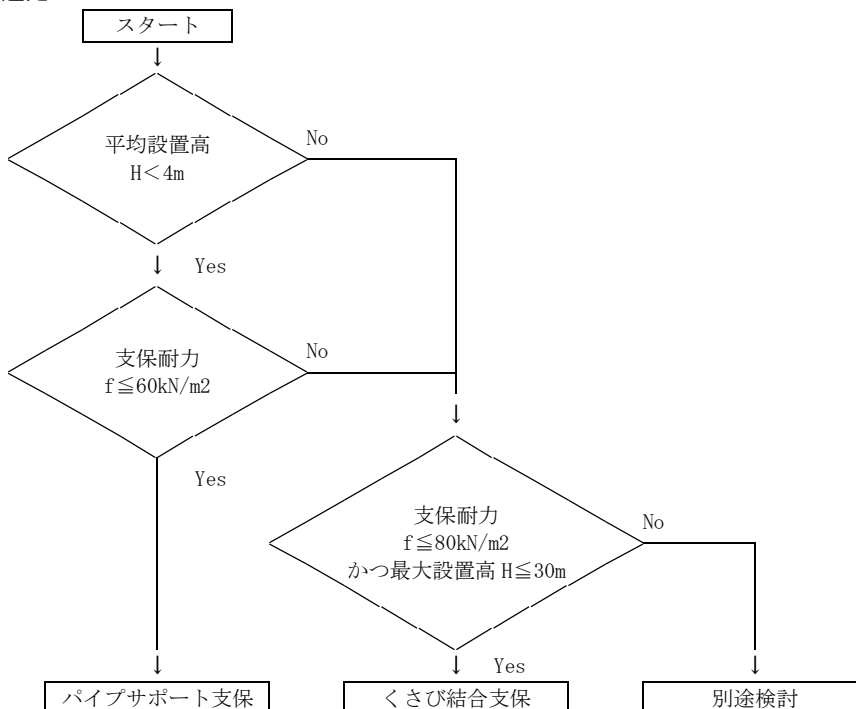 スタート
↓
平均設置高
H＜4m
No
↓ Yes
支保耐力
f≦60kN/m2
No
↓
Yes
支保耐力
f≦80kN/m2
かつ最大設置高 H≦30m
No
↓
↓ Yes
↓
パイプサポート支保
くさび結合支保
別途検討